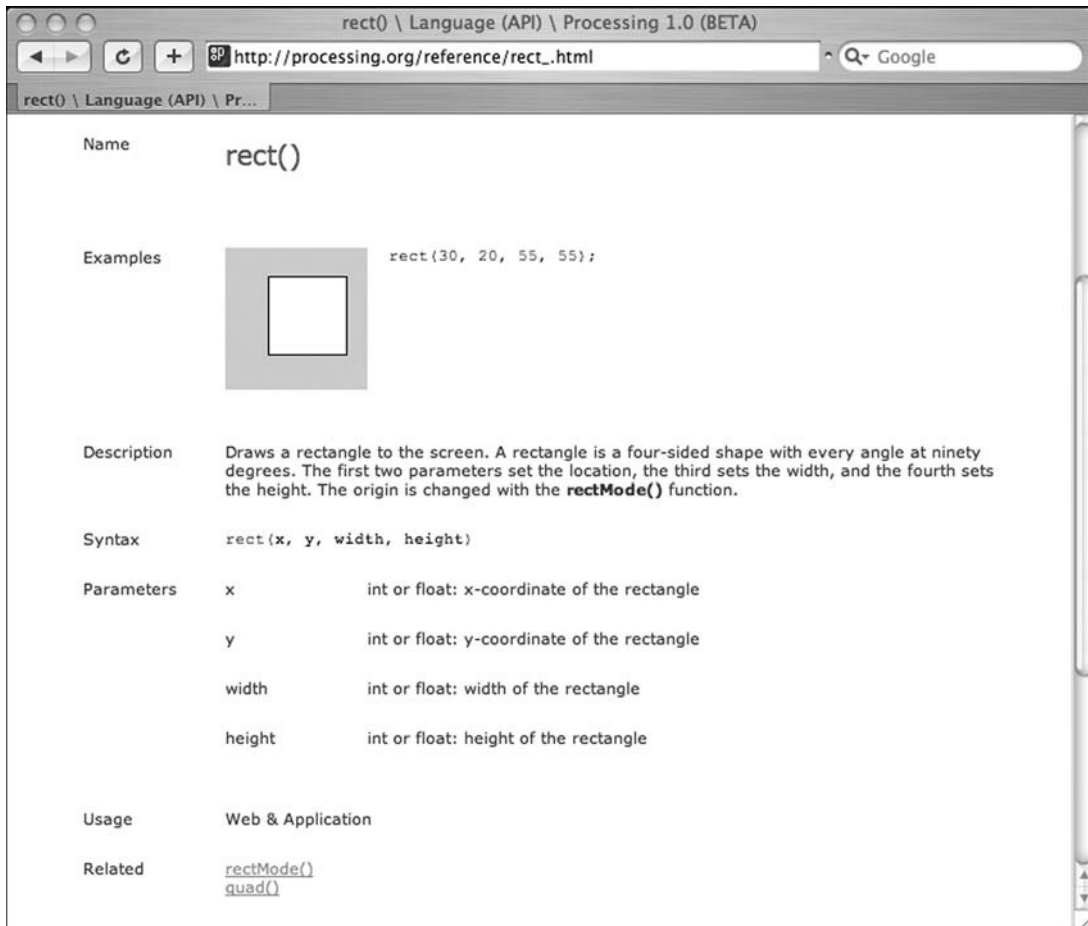 rect() \ Language (API) \ Processing 1.0 (BETA)
http://processing.org/reference/rect_.html
Google
rect() \ Language (API) \ Pr...
Name
rect()
Examples
rect(30, 20, 55, 55);
Description
Draws a rectangle to the screen. A rectangle is a four-sided shape with every angle at ninety
degrees. The first two parameters set the location, the third sets the width, and the fourth sets
the height. The origin is changed with the rectMode() function.
Syntax
rect(x, y, width, height)
Parameters
x
int or float: x-coordinate of the rectangle
y
int or float: y-coordinate of the rectangle
width
int or float: width of the rectangle
height
int or float: height of the rectangle
Usage
Web & Application
Related
rectMode()
quad()